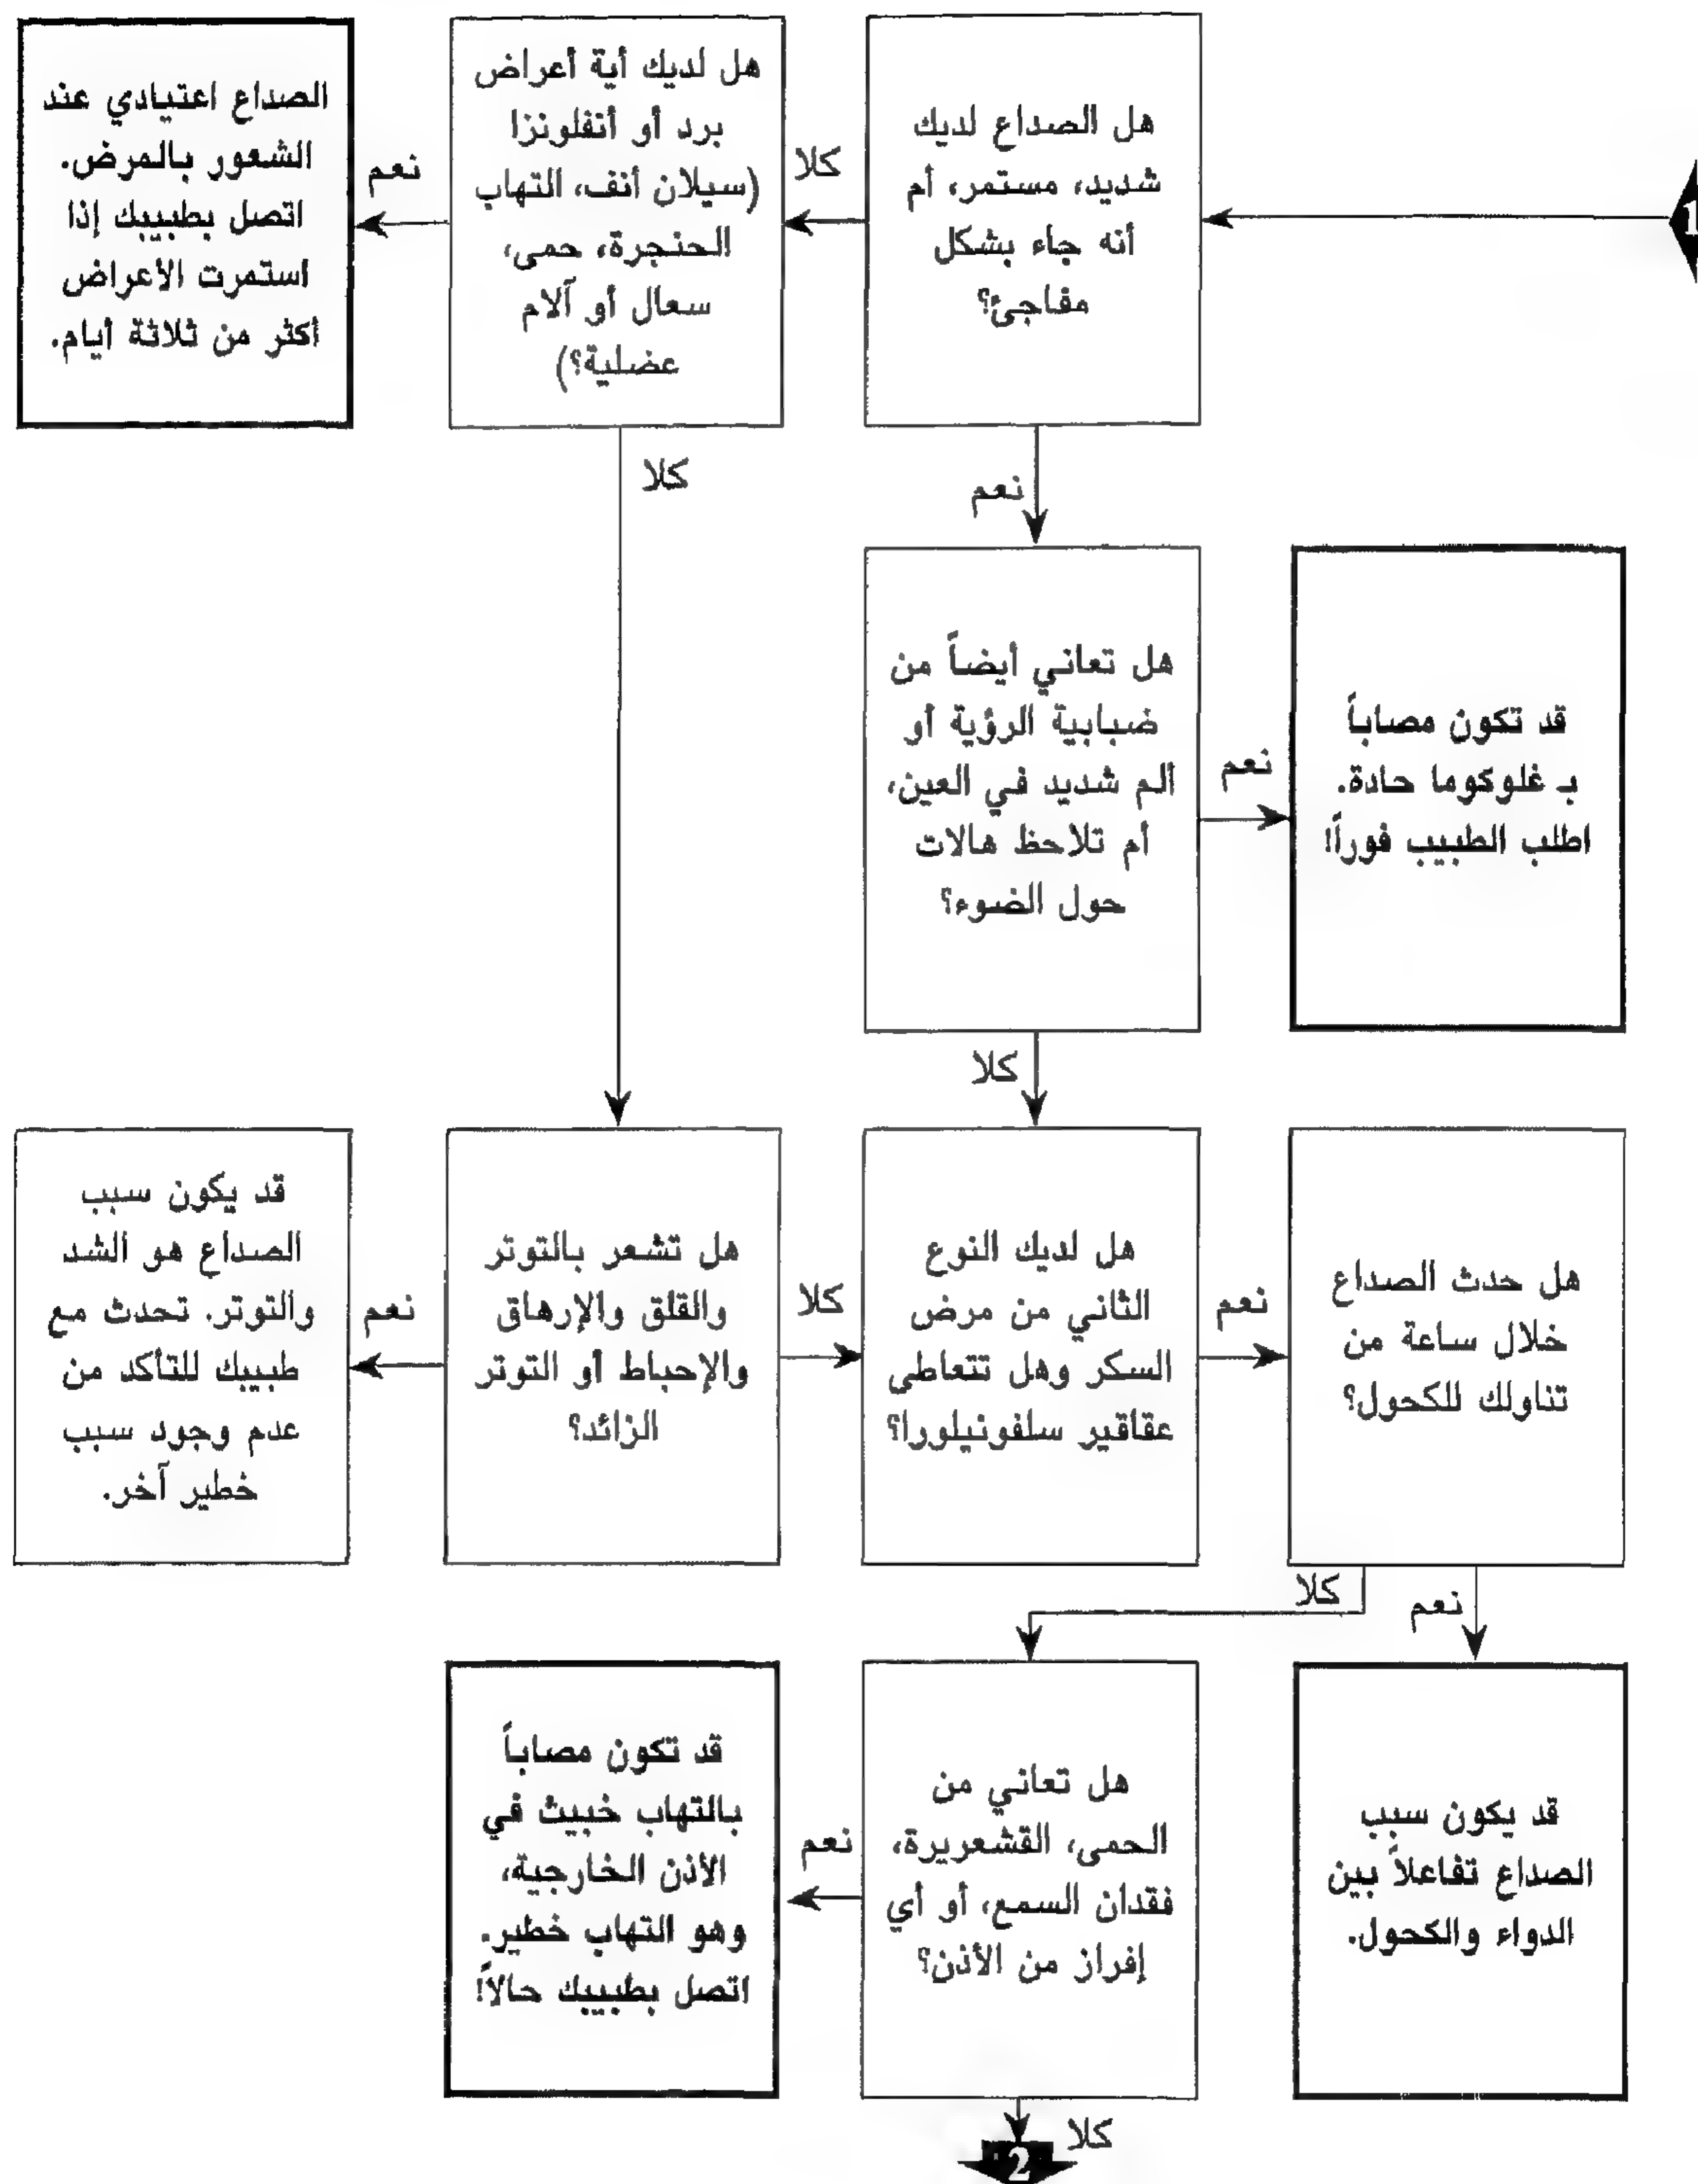 1
هل الصداع لديك
شديد، مستمر، أم
أنه جاء بشكل
مفاجئ؟
كلا
هل لديك أية أعراض
برد أو أنفلونزا
(سيلان أنف، التهاب
الحنجرة، حمى،
سعال أو آلام
عضلية؟)
نعم
الصداع اعتيادي عند
الشعور بالمرض.
اتصل بطبيبك إذا
استمرت الأعراض
أكثر من ثلاثة أيام.
نعم
كلا
قد تكون مصاباً
بـ غلوكوما حادة.
اطلب الطبيب فوراً!
نعم
هل تعاني أيضاً من
ضبابية الرؤية أو
ألم شديد في العين،
أم تلاحظ هالات
حول الضوء؟
كلا
هل حدث الصداع
خلال ساعة من
تناولك للكحول؟
نعم
هل لديك النوع
الثاني من مرض
السكر وهل تتعاطى
عقاقير سلفونيلورا؟
كلا
هل تشعر بالتوتر
والقلق والإرهاق
والإحباط أو التوتر
الزائد؟
نعم
قد يكون سبب
الصداع هو الشد
والتوتر. تحدث مع
طبيبك للتأكد من
عدم وجود سبب
خطير آخر.
نعم
كلا
قد يكون سبب
الصداع تفاعلاً بين
الدواء والكحول.
هل تعاني من
الحمى، القشعريرة،
فقدان السمع، أو أي
إفراز من الأذن؟
نعم
قد تكون مصاباً
بالتهاب خبيث في
الأذن الخارجية،
وهو التهاب خطير.
اتصل بطبيبك حالاً!
كلا
2